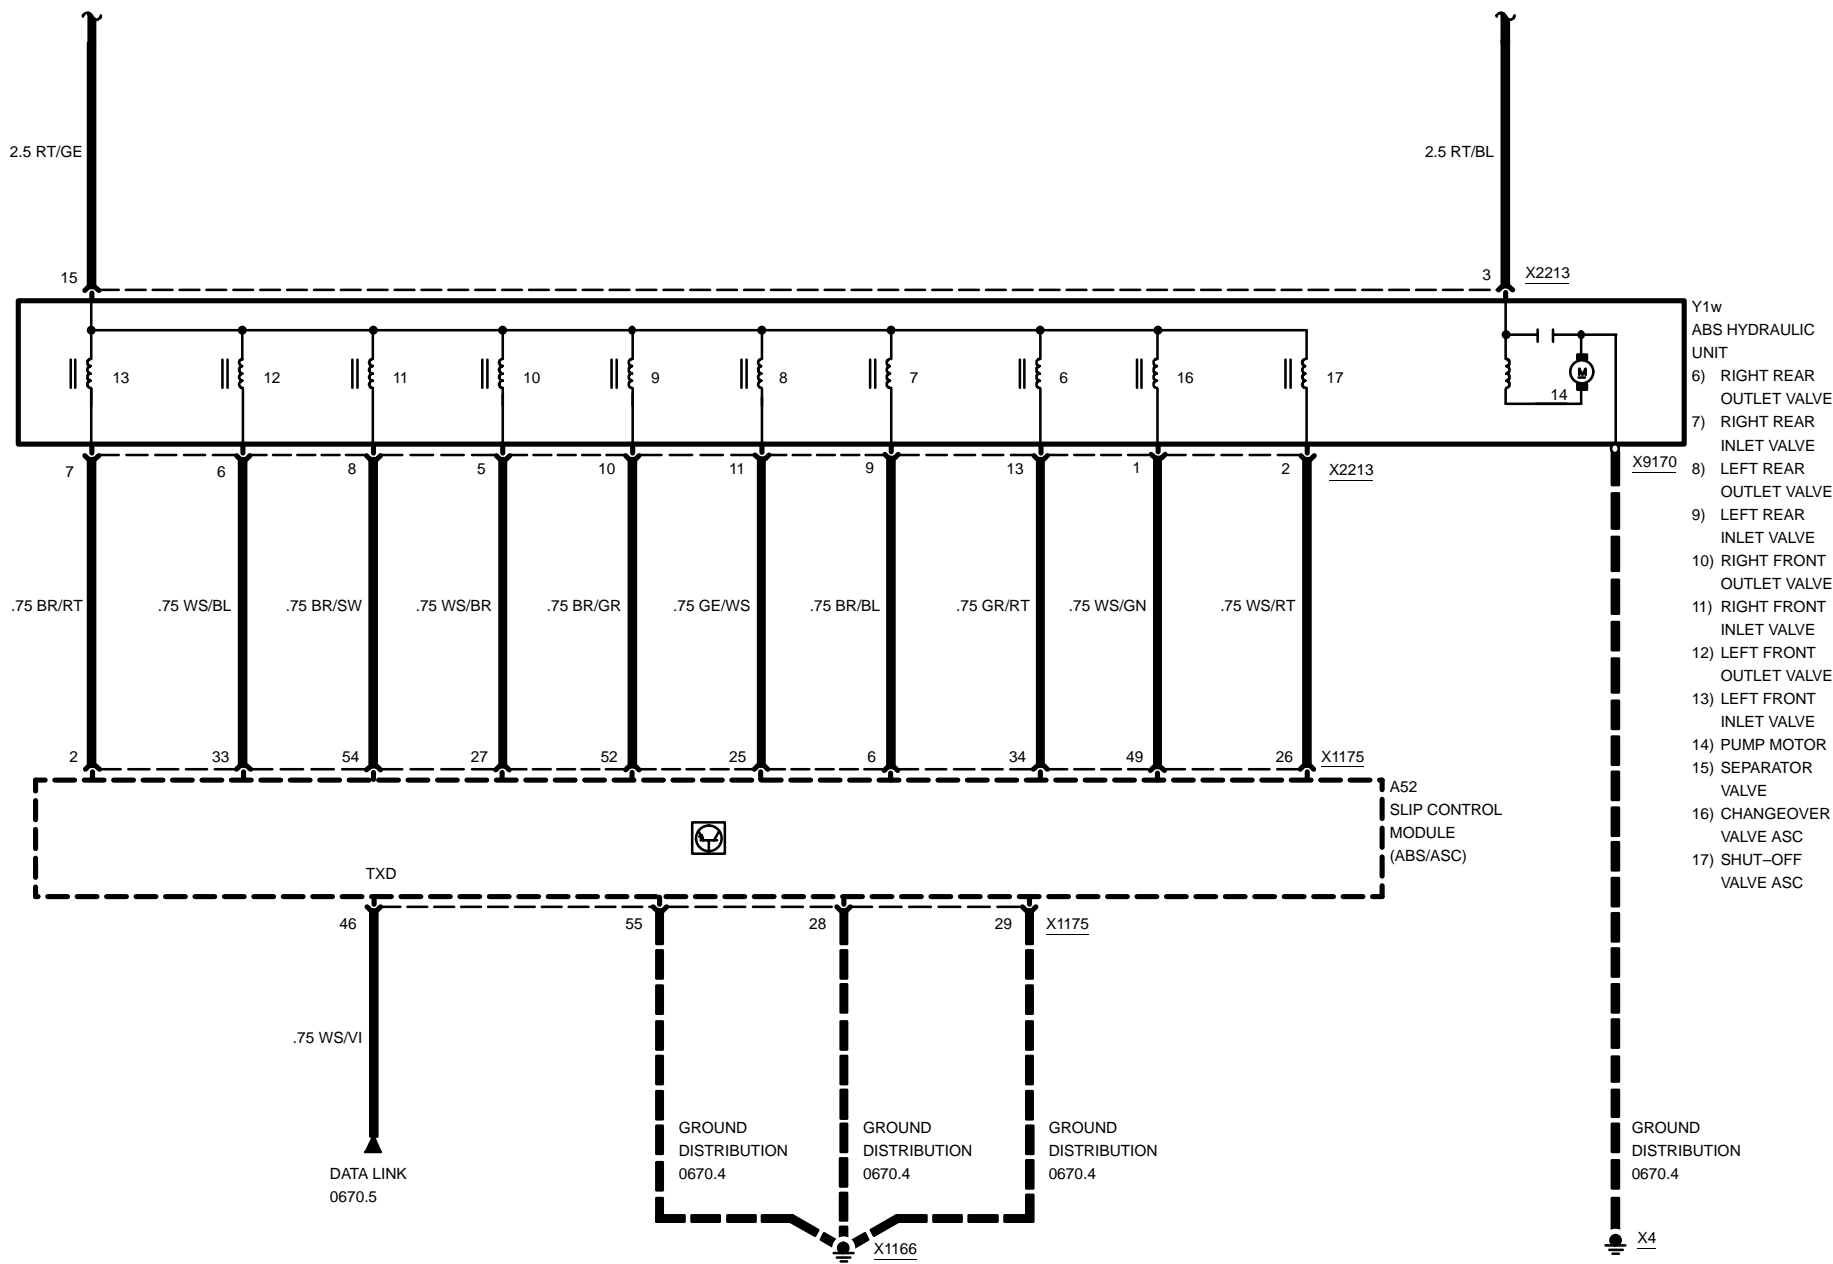 2.5 RT/GE
2.5 RT/BL
15
3
X2213
Y1w
ABS HYDRAULIC
UNIT
6) RIGHT REAR
OUTLET VALVE
7) RIGHT REAR
INLET VALVE
8) LEFT REAR
OUTLET VALVE
9) LEFT REAR
INLET VALVE
10) RIGHT FRONT
OUTLET VALVE
11) RIGHT FRONT
INLET VALVE
12) LEFT FRONT
OUTLET VALVE
13) LEFT FRONT
INLET VALVE
14) PUMP MOTOR
15) SEPARATOR
VALVE
16) CHANGEOVER
VALVE ASC
17) SHUT–OFF
VALVE ASC
13 12 11 10 9 8 7 6 16 17
M
14
7 6 8 5 10 11 9 13 1 2 X2213
X9170
.75 BR/RT .75 WS/BL .75 BR/SW .75 WS/BR .75 BR/GR .75 GE/WS .75 BR/BL .75 GR/RT .75 WS/GN .75 WS/RT
2 33 54 27 52 25 6 34 49 26 X1175
A52
SLIP CONTROL
MODULE
(ABS/ASC)
TXD
46 55 28 29 X1175
.75 WS/VI
DATA LINK
0670.5
GROUND
DISTRIBUTION
0670.4
GROUND
DISTRIBUTION
0670.4
GROUND
DISTRIBUTION
0670.4
GROUND
DISTRIBUTION
0670.4
X1166
X4